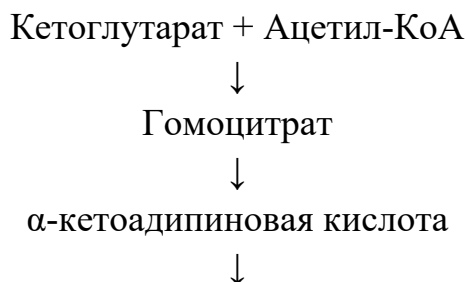 Кетоглутарат + Ацетил-КоА
↓
Гомоцитрат
↓
α-кетоадипиновая кислота
↓